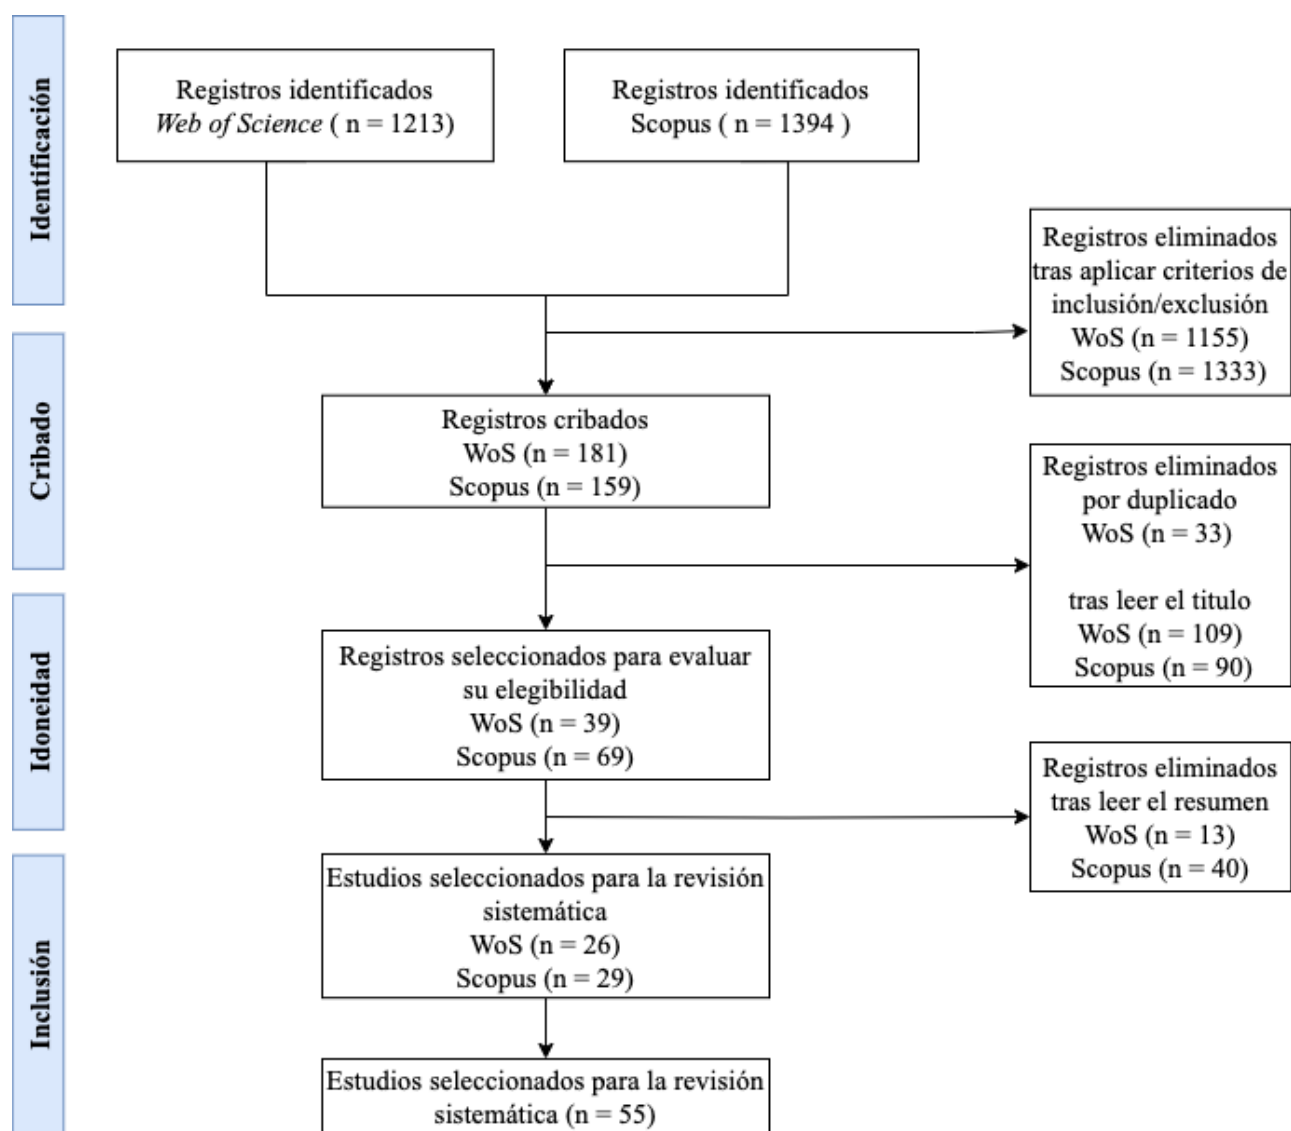 Identificación
Registros identificados
Web of Science ( n = 1213)
Registros identificados
Scopus ( n = 1394 )
Registros eliminados
tras aplicar criterios de
inclusión/exclusión
WoS (n = 1155)
Scopus (n = 1333)
Cribado
Registros cribados
WoS (n = 181)
Scopus (n = 159)
Registros eliminados
por duplicado
WoS (n = 33)
tras leer el titulo
WoS (n = 109)
Scopus (n = 90)
Idoneidad
Registros seleccionados para evaluar
su elegibilidad
WoS (n = 39)
Scopus (n = 69)
Registros eliminados
tras leer el resumen
WoS (n = 13)
Scopus (n = 40)
Inclusión
Estudios seleccionados para la revisión
sistemática
WoS (n = 26)
Scopus (n = 29)
Estudios seleccionados para la revisión
sistemática (n = 55)